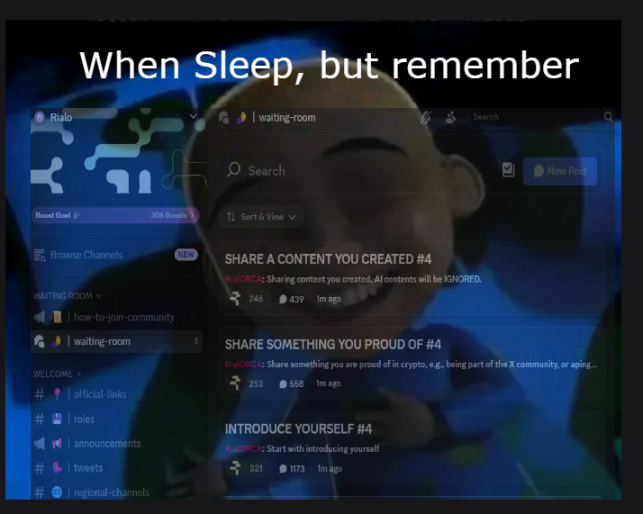 When Sleep, but remember
Rialo
| waiting-room
Search
Search
New Post
Boost Goal
306 Boosts >
Sort & View
Browse Channels
NEW
SHARE A CONTENT YOU CREATED #4
RialORCA: Sharing content you created, AI contents will be IGNORED.
246 439 1m ago
WAITING ROOM
| how-to-join-community
| waiting-room
3
SHARE SOMETHING YOU PROUD OF #4
RialORCA: Share something you are proud of in crypto, e.g., being part of the X community, or aping...
253 558 1m ago
WELCOME
# | official-links
# | roles
| announcements
# | tweets
# | regional-channels
INTRODUCE YOURSELF #4
RialORCA: Start with introducing yourself
321 1173 1m ago